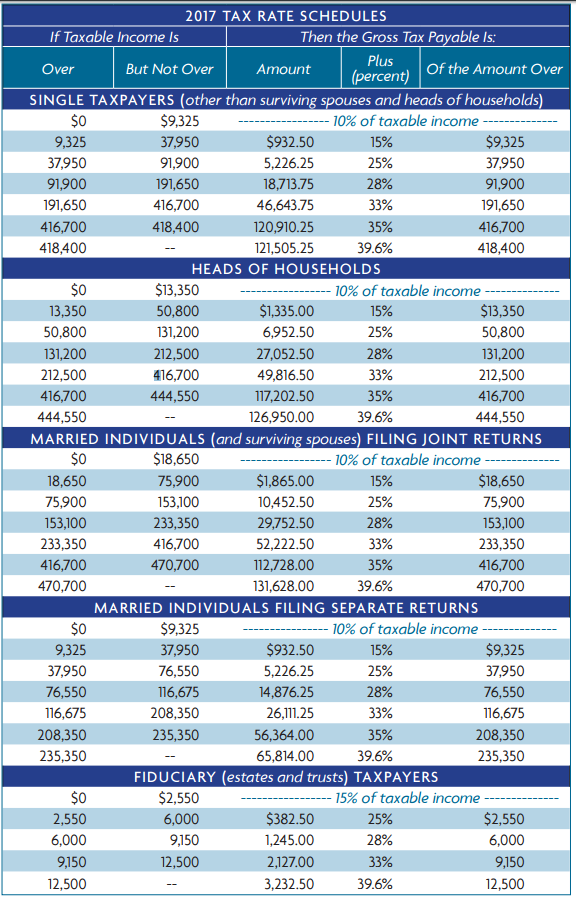 2017 TAX RATE SCHEDULES
If Taxable Income Is Then the Gross Tax Payable Is:
Over But Not Over Amount Plus (percent) Of the Amount Over
SINGLE TAXPAYERS (other than surviving spouses and heads of households)
$0 $9,325 ----------------- 10% of taxable income --------------
9,325 37,950 $932.50 15% $9,325
37,950 91,900 5,226.25 25% 37,950
91,900 191,650 18,713.75 28% 91,900
191,650 416,700 46,643.75 33% 191,650
416,700 418,400 120,910.25 35% 416,700
418,400 -- 121,505.25 39.6% 418,400
HEADS OF HOUSEHOLDS
$0 $13,350 ----------------- 10% of taxable income --------------
13,350 50,800 $1,335.00 15% $13,350
50,800 131,200 6,952.50 25% 50,800
131,200 212,500 27,052.50 28% 131,200
212,500 416,700 49,816.50 33% 212,500
416,700 444,550 117,202.50 35% 416,700
444,550 -- 126,950.00 39.6% 444,550
MARRIED INDIVIDUALS (and surviving spouses) FILING JOINT RETURNS
$0 $18,650 ----------------- 10% of taxable income --------------
18,650 75,900 $1,865.00 15% $18,650
75,900 153,100 10,452.50 25% 75,900
153,100 233,350 29,752.50 28% 153,100
233,350 416,700 52,222.50 33% 233,350
416,700 470,700 112,728.00 35% 416,700
470,700 -- 131,628.00 39.6% 470,700
MARRIED INDIVIDUALS FILING SEPARATE RETURNS
$0 $9,325 ----------------- 10% of taxable income --------------
9,325 37,950 $932.50 15% $9,325
37,950 76,550 5,226.25 25% 37,950
76,550 116,675 14,876.25 28% 76,550
116,675 208,350 26,111.25 33% 116,675
208,350 235,350 56,364.00 35% 208,350
235,350 -- 65,814.00 39.6% 235,350
FIDUCIARY (estates and trusts) TAXPAYERS
$0 $2,550 ----------------- 15% of taxable income --------------
2,550 6,000 $382.50 25% $2,550
6,000 9,150 1,245.00 28% 6,000
9,150 12,500 2,127.00 33% 9,150
12,500 -- 3,232.50 39.6% 12,500